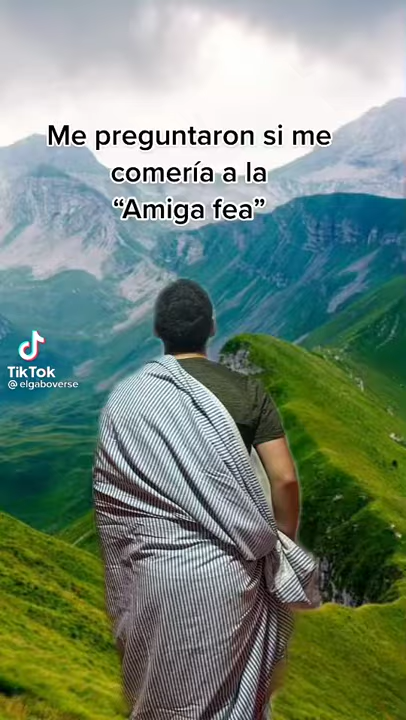 Me preguntaron si me
comería a la
“Amiga fea”
TikTok
@elgaboverse